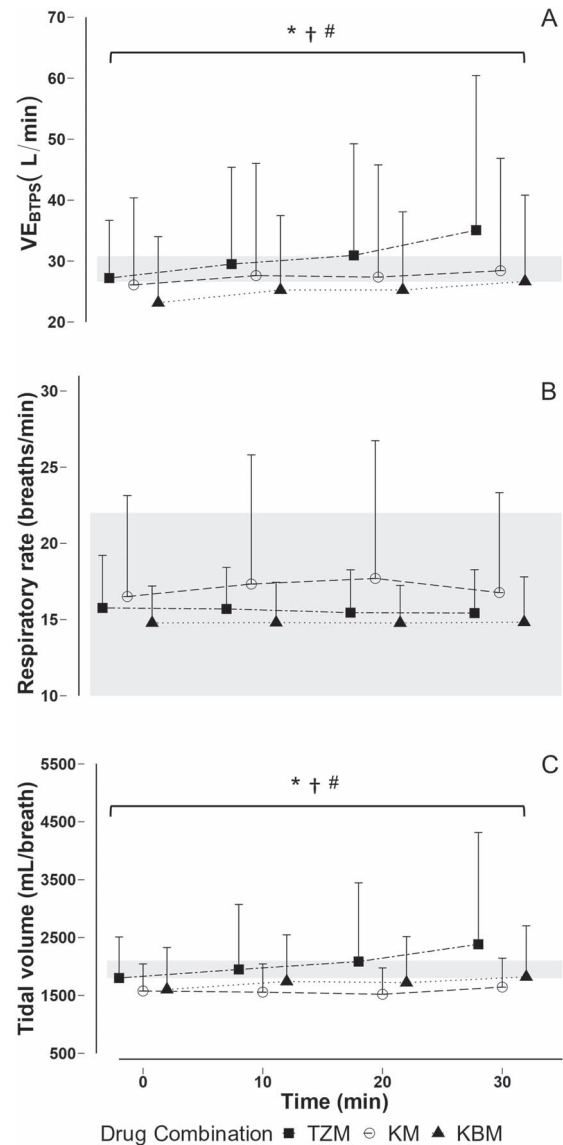 A
* † #
70
60
50
40
30
20
VE BTPS ( L/min)
B
30
25
20
15
10
Respiratory rate (breaths/min)
C
* † #
5500
4500
3500
2500
1500
500
Tidal volume (mL/breath)
0 10 20 30
Time (min)
Drug Combination TZM KM KBM